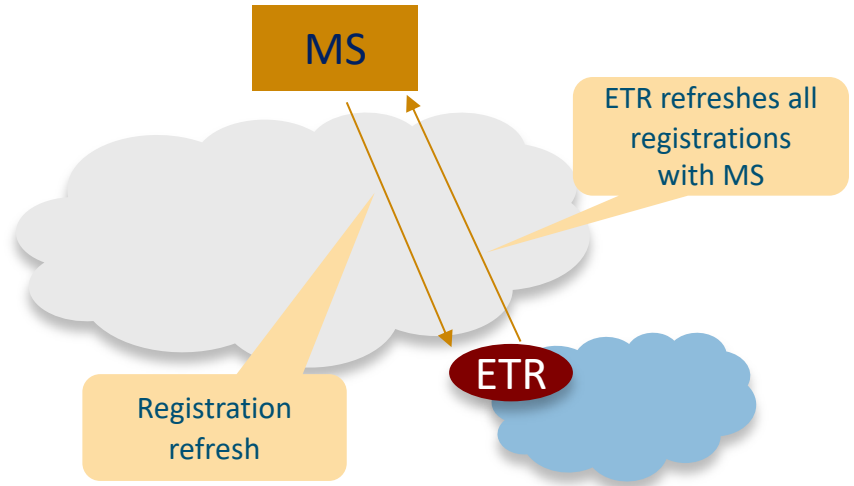 MS
ETR refreshes all
registrations
with MS
ETR
Registration
refresh